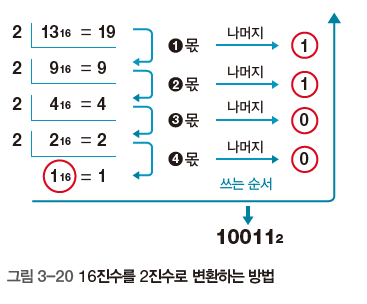 2 13₁₆ = 19
❶ 몫 나머지 1
2 9₁₆ = 9
❷ 몫 나머지 1
2 4₁₆ = 4
❸ 몫 나머지 0
2 2₁₆ = 2
❹ 몫 나머지 0
1₁₆ = 1
쓰는 순서
10011₂
그림 3-20 16진수를 2진수로 변환하는 방법